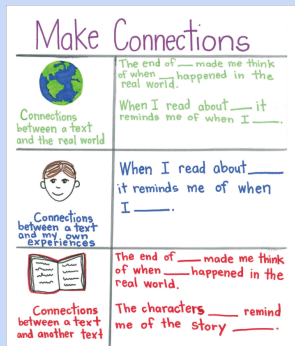 Make Connections
The end of ___ made me think
of when ___ happened in the
real world.
When I read about ___ it
reminds me of when I ___.
Connections
between a text
and the real world
When I read about ____
it reminds me of when
I ____.
Connections
between a text
and my own
experiences
The end of ___ made me think
of when ___ happened in the
real world.
The characters ____ remind
me of the story ____.
Connections
between a text
and another text